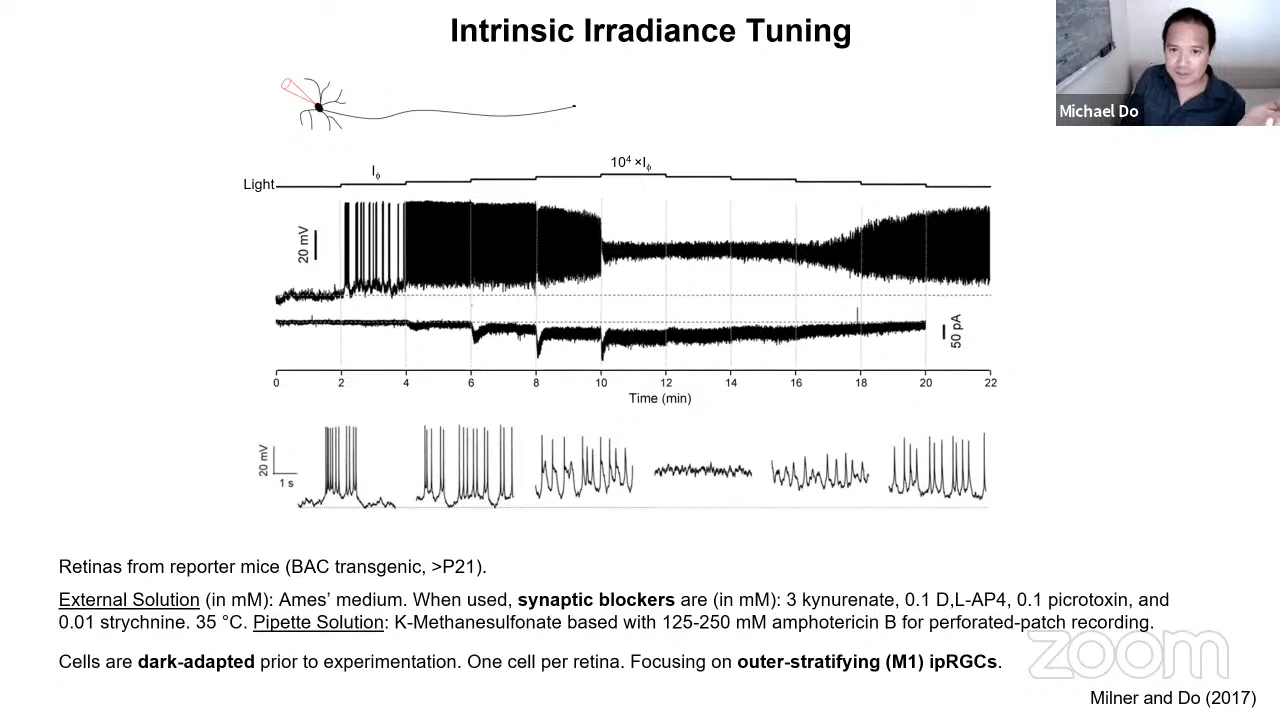 Intrinsic Irradiance Tuning
Michael Do
Light
Iϕ
10⁴ ×Iϕ
20 mV
50 pA
0 2 4 6 8 10 12 14 16 18 20 22
Time (min)
20 mV
1 s
Retinas from reporter mice (BAC transgenic, >P21).
External Solution (in mM): Ames’ medium. When used, synaptic blockers are (in mM): 3 kynurenate, 0.1 D,L-AP4, 0.1 picrotoxin, and
0.01 strychnine. 35 °C. Pipette Solution: K-Methanesulfonate based with 125-250 mM amphotericin B for perforated-patch recording.
Cells are dark-adapted prior to experimentation. One cell per retina. Focusing on outer-stratifying (M1) ipRGCs.
zoom
Milner and Do (2017)